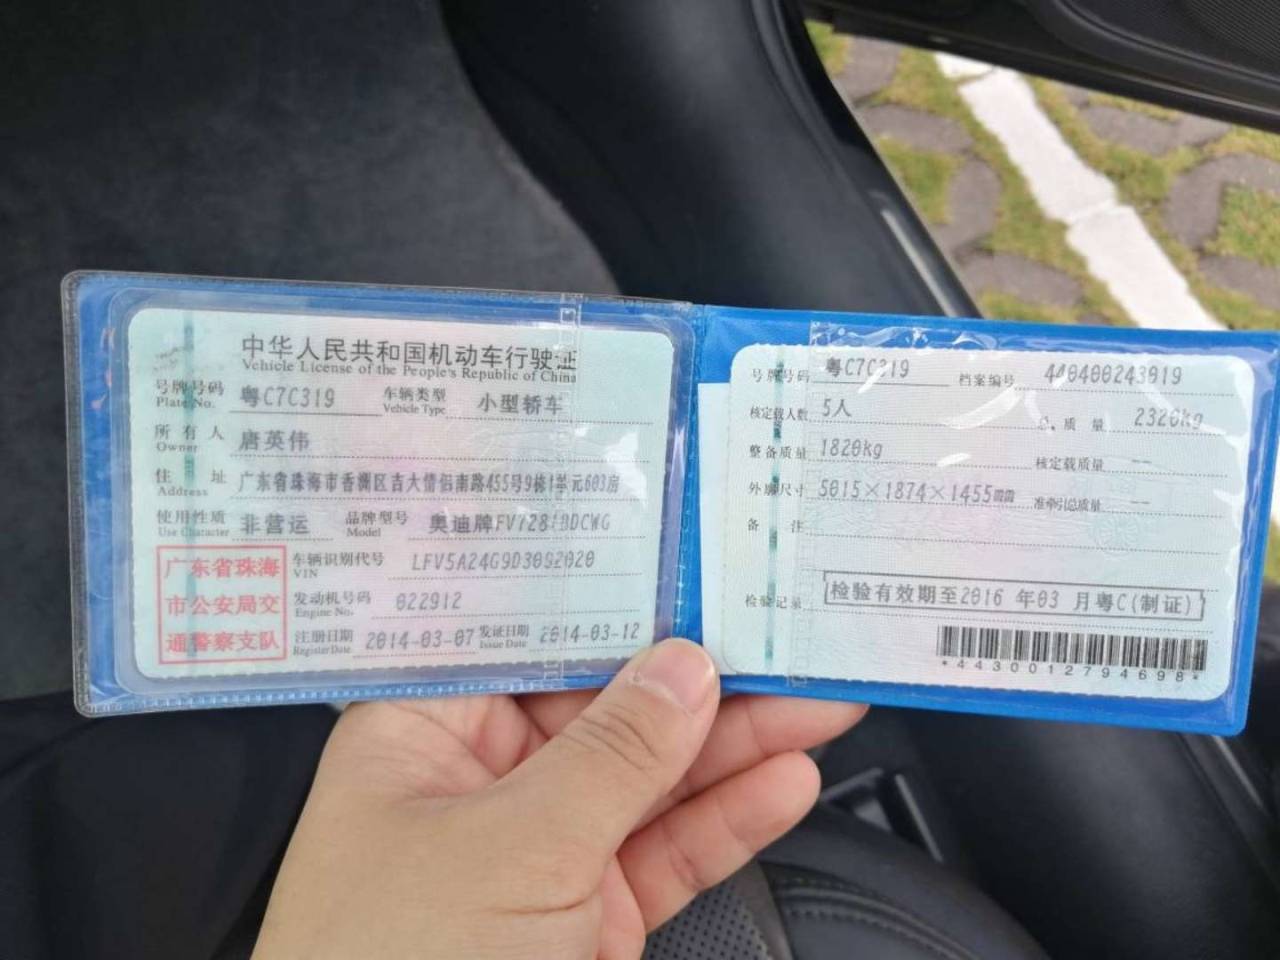 中华人民共和国机动车行驶证
Vehicle License of the People's Republic of China
号牌号码 粤C7C319 车辆类型 小型轿车
Plate No. Vehicle Type
所有人 唐英伟
Owner
住址 广东省珠海市香洲区吉大情侣南路455号9栋1单元603房
Address
使用性质 非营运 品牌型号 奥迪牌FV7281BDCWG
Use Character Model
车辆识别代号 LFV5A24G9D3092020
VIN
发动机号码 022912
Engine No.
注册日期 2014-03-07 发证日期 2014-03-12
Register Date Issue Date
广东省珠海
市公安局交
通警察支队
号牌号码 粤C7C319 档案编号 440400243019
核定载人数 5人 总质量 2320kg
整备质量 1820kg 核定载质量 --
外廓尺寸 5015×1874×1455mm 准牵引总质量 --
备注
检验记录 检验有效期至2016年03月粤C(制证)
*4430012794698*